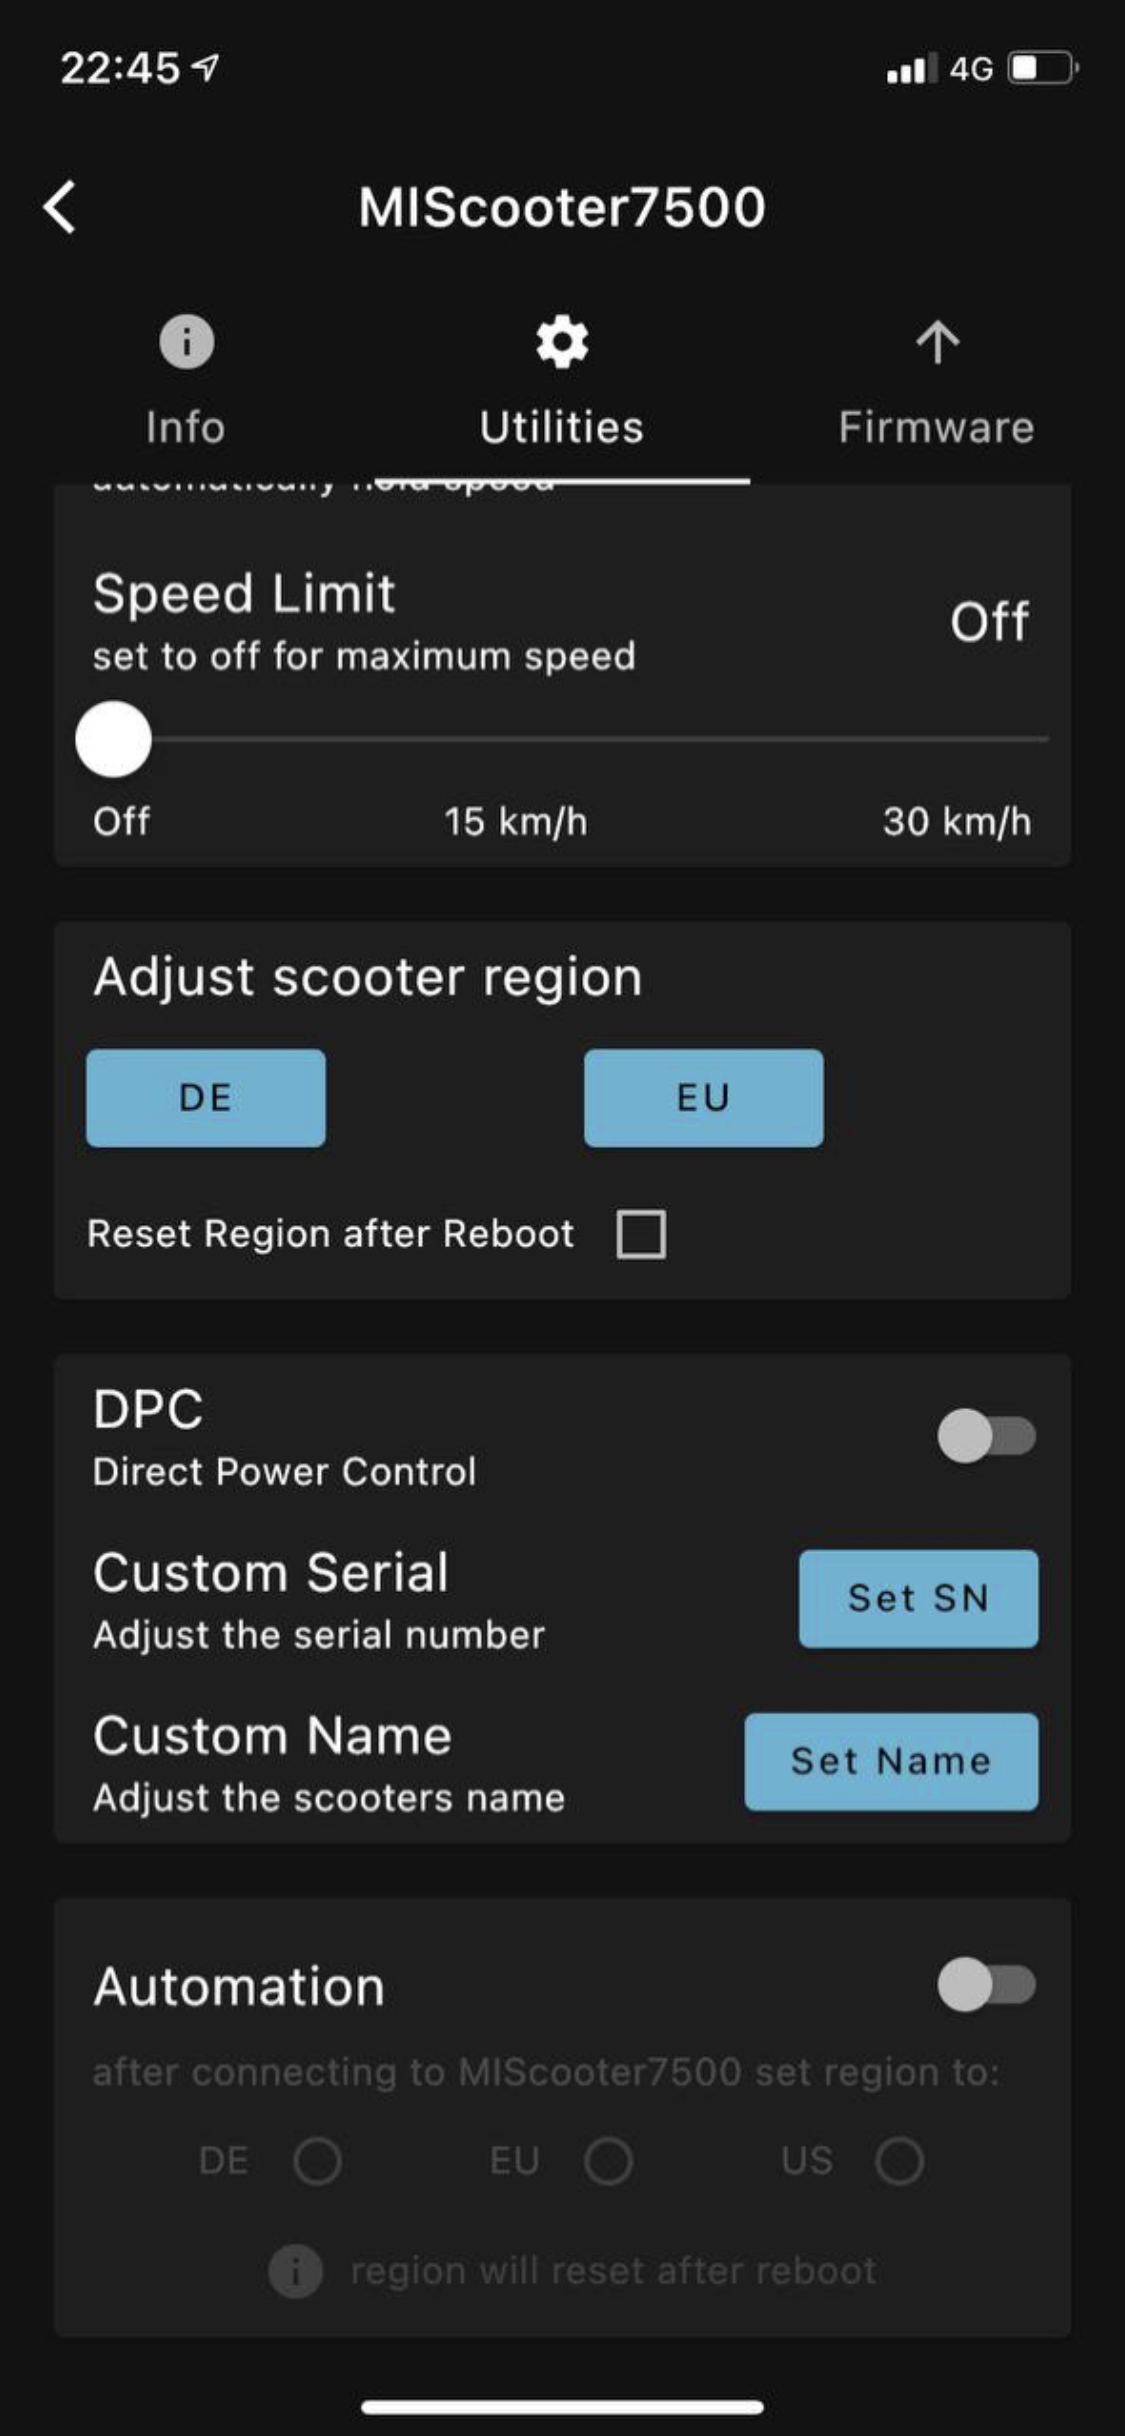 22:45
4G
MIScooter7500
Info
Utilities
Firmware
automatically hold speed
Speed Limit
Off
set to off for maximum speed
Off
15 km/h
30 km/h
Adjust scooter region
DE
EU
Reset Region after Reboot
DPC
Direct Power Control
Custom Serial
Set SN
Adjust the serial number
Custom Name
Set Name
Adjust the scooters name
Automation
after connecting to MIScooter7500 set region to:
DE
EU
US
region will reset after reboot